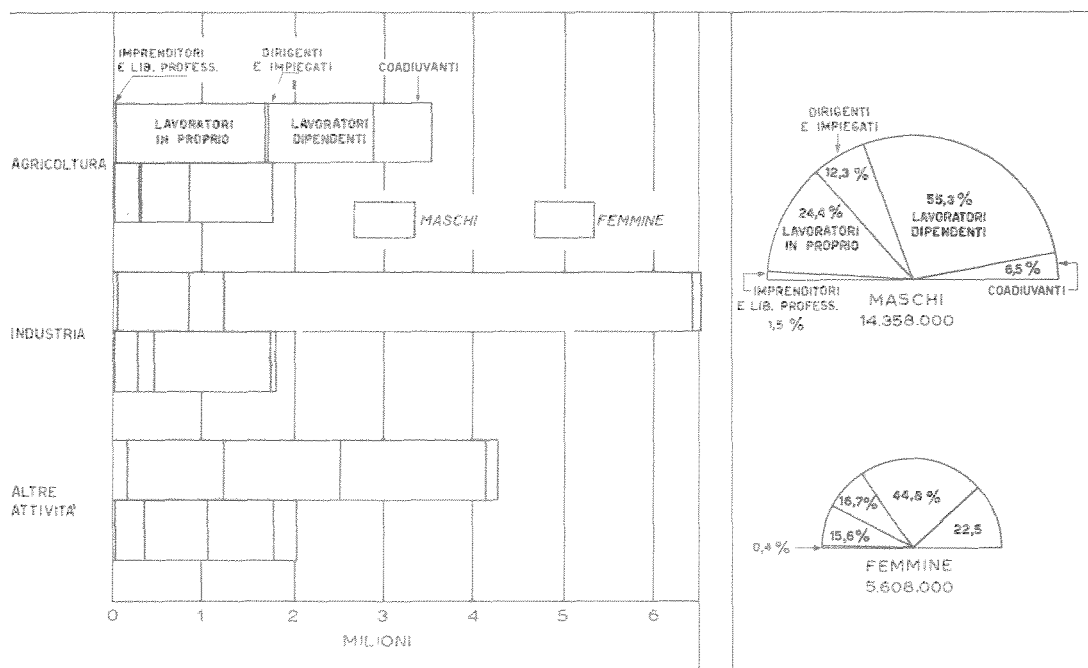 IMPRENDITORI
E LIB. PROFESS.
DIRIGENTI
E IMPIEGATI
COADIUVANTI
LAVORATORI
IN PROPRIO
LAVORATORI
DIPENDENTI
AGRICOLTURA
MASCHI
FEMMINE
INDUSTRIA
ALTRE
ATTIVITA'
0 1 2 3 4 5 6
MILIONI
DIRIGENTI
E IMPIEGATI
12,3 %
55,3 %
LAVORATORI
DIPENDENTI
24,4 %
LAVORATORI
IN PROPRIO
6,5 %
IMPRENDITORI
E LIB. PROFESS.
1,5 %
COADIUVANTI
MASCHI
14.358.000
16,7%
44,8 %
15,6%
22,5
0,4 %
FEMMINE
5.608.000